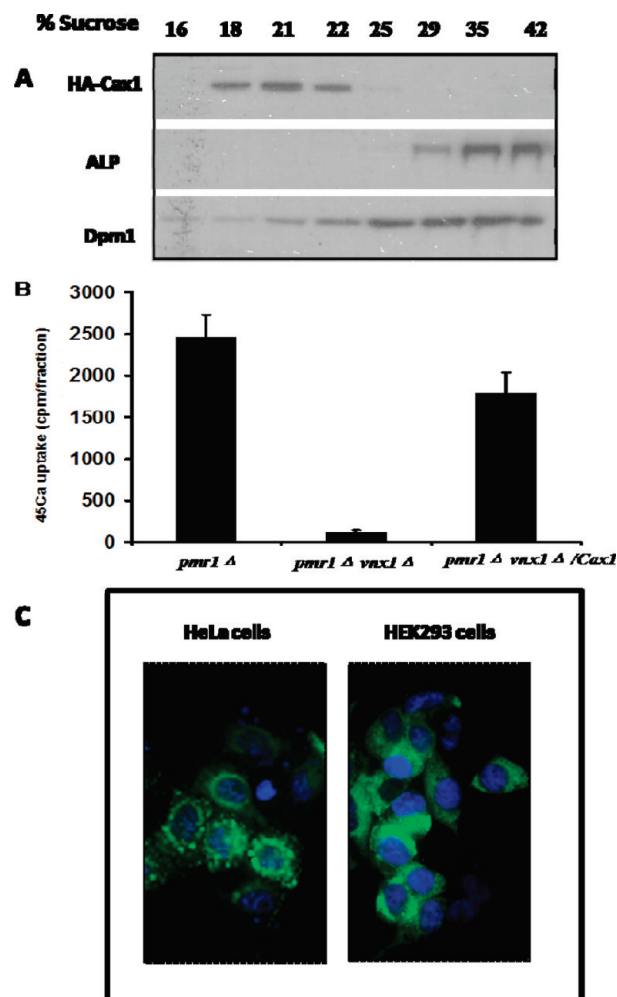 % Sucrose 16 18 21 22 25 29 35 42
A HA-Cax1
ALP
Dpm1
B
3000
2500
2000
1500
1000
500
0
45Ca uptake (cpm/fraction)
pmr1 Δ pmr1 Δ vnx1 Δ pmr1 Δ vnx1 Δ /Cax1
C
HeLa cells HEK293 cells